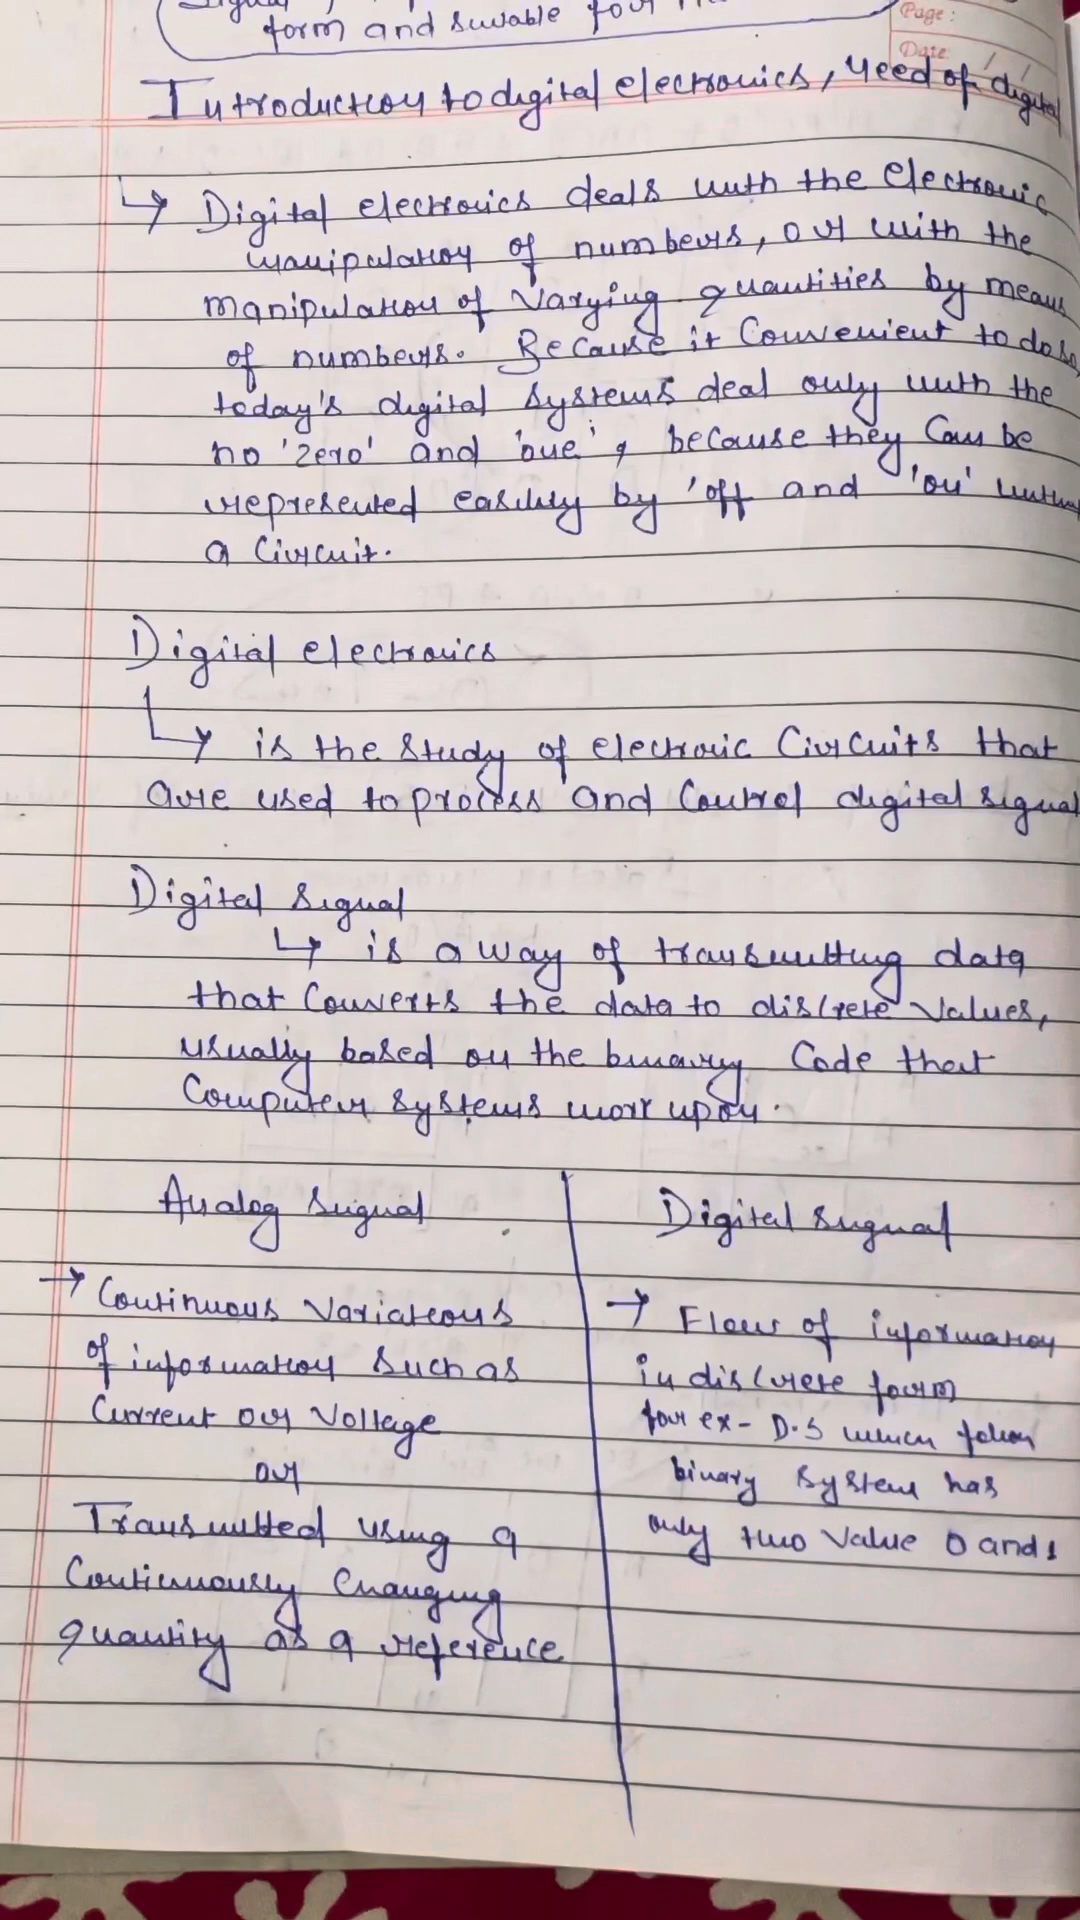 form and suitable for
Page:
Date / /
Introduction to digital electronics, need of digital
↳ Digital electronics deals with the electronic
manipulation of numbers, or with the
manipulation of varying quantities by means
of numbers. Because it convenient to do so,
today's digital systems deal only with the
no 'zero' and 'one', because they can be
represented easily by 'off and 'on' within
a circuit.
Digital electronics
↳ is the study of electronic circuits that
are used to process and control digital signal
Digital signal
↳ is a way of transmitting data
that converts the data to discrete values,
usually based on the binary code that
computer systems work upon.
Analog signal
→ Continuous variations
of information such as
current or voltage
or
Transmitted using a
continuously changing
quantity as a reference
Digital signal
→ Flow of information
in discrete form
for ex - D.S which follow
binary system has
only two value 0 and 1